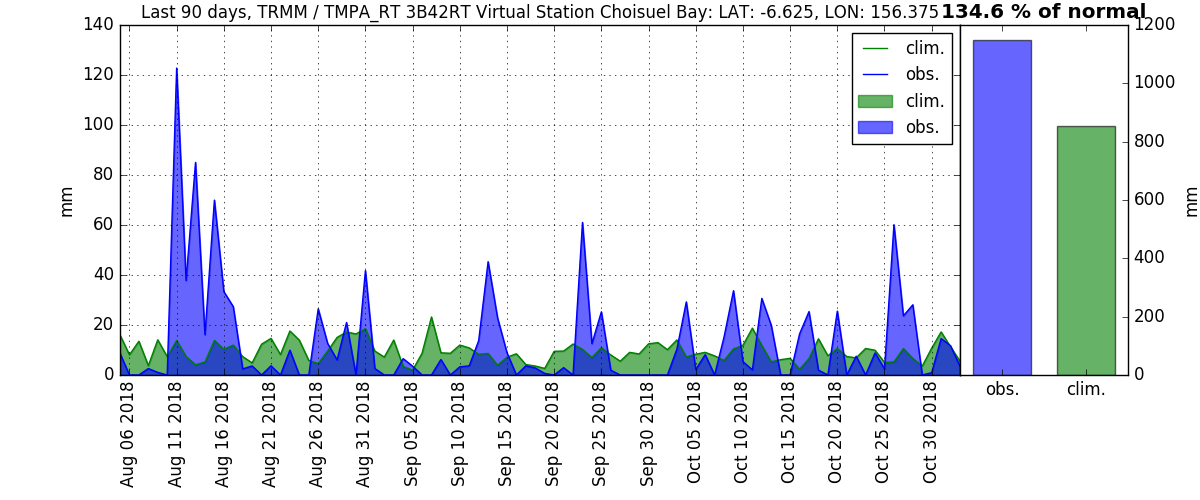 Last 90 days, TRMM / TMPA_RT 3B42RT Virtual Station Choisuel Bay: LAT: -6.625, LON: 156.375
134.6 % of normal
140
120
100
80
60
40
20
0
mm
clim.
obs.
clim.
obs.
Aug 06 2018
Aug 11 2018
Aug 16 2018
Aug 21 2018
Aug 26 2018
Aug 31 2018
Sep 05 2018
Sep 10 2018
Sep 15 2018
Sep 20 2018
Sep 25 2018
Sep 30 2018
Oct 05 2018
Oct 10 2018
Oct 15 2018
Oct 20 2018
Oct 25 2018
Oct 30 2018
1200
1000
800
600
400
200
0
mm
obs.
clim.